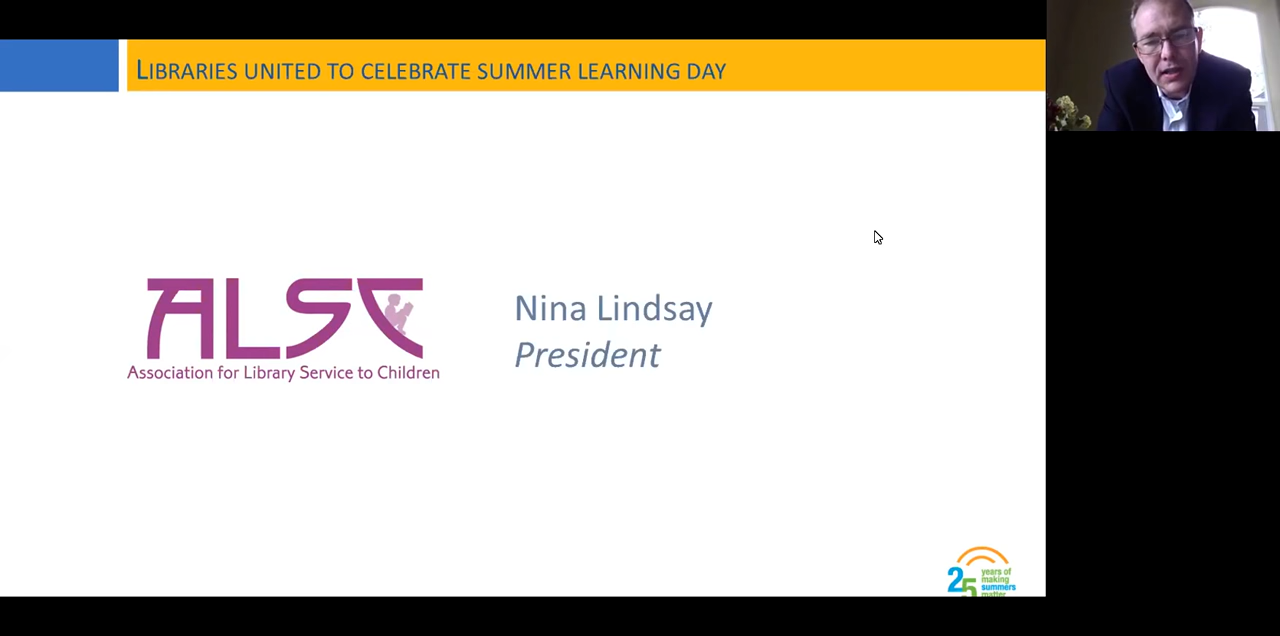 LIBRARIES UNITED TO CELEBRATE SUMMER LEARNING DAY
ALSC
Association for Library Service to Children
Nina Lindsay
President
25
years of
making
summers
matter